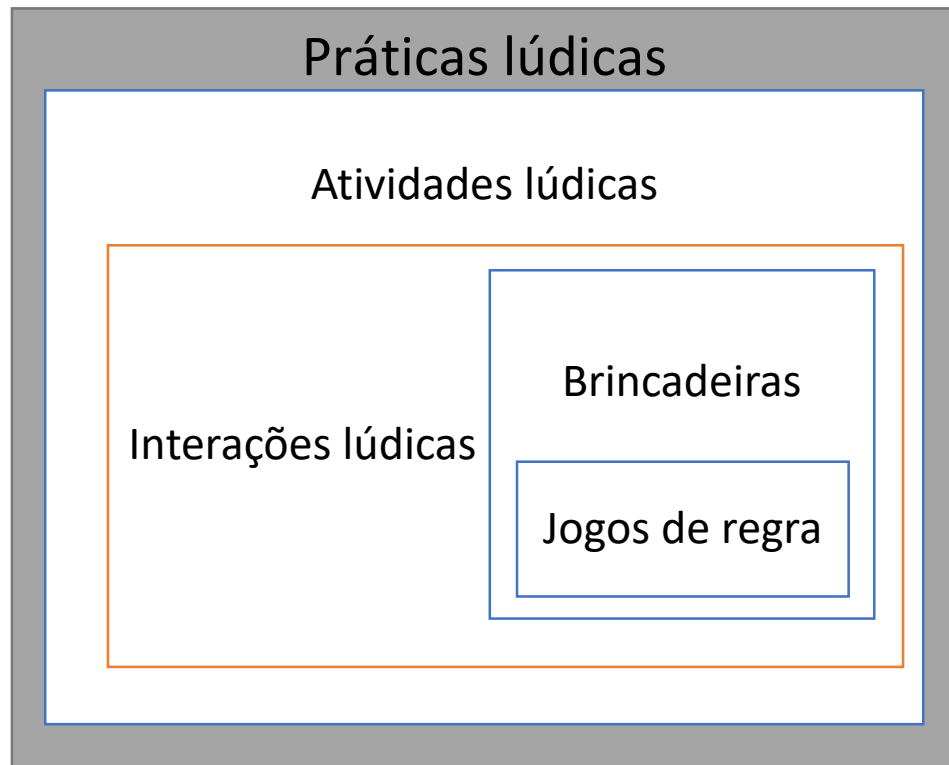 Práticas lúdicas
Atividades lúdicas
Brincadeiras
Interações lúdicas
Jogos de regra